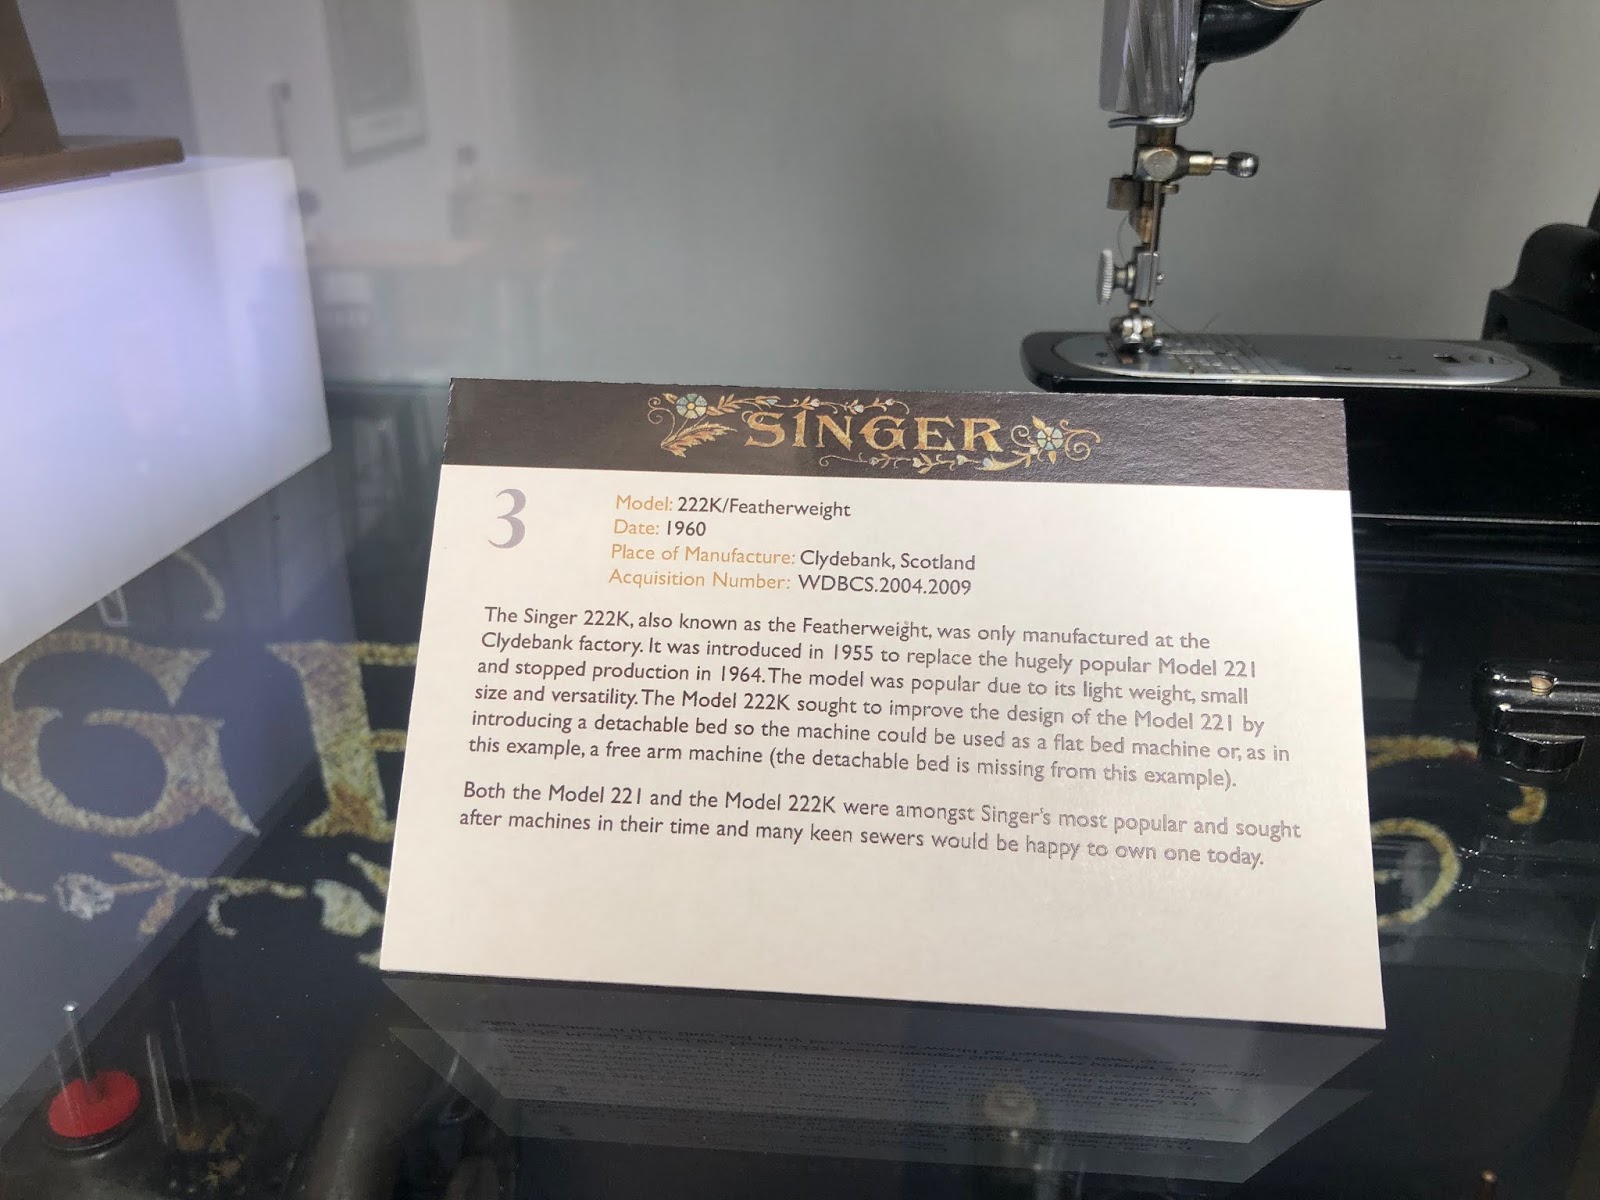 SINGER
3
Model: 222K/Featherweight
Date: 1960
Place of Manufacture: Clydebank, Scotland
Acquisition Number: WDBCS.2004.2009
The Singer 222K, also known as the Featherweight, was only manufactured at the
Clydebank factory. It was introduced in 1955 to replace the hugely popular Model 221
and stopped production in 1964. The model was popular due to its light weight, small
size and versatility. The Model 222K sought to improve the design of the Model 221 by
introducing a detachable bed so the machine could be used as a flat bed machine or, as in
this example, a free arm machine (the detachable bed is missing from this example).
Both the Model 221 and the Model 222K were amongst Singer's most popular and sought
after machines in their time and many keen sewers would be happy to own one today.
GE